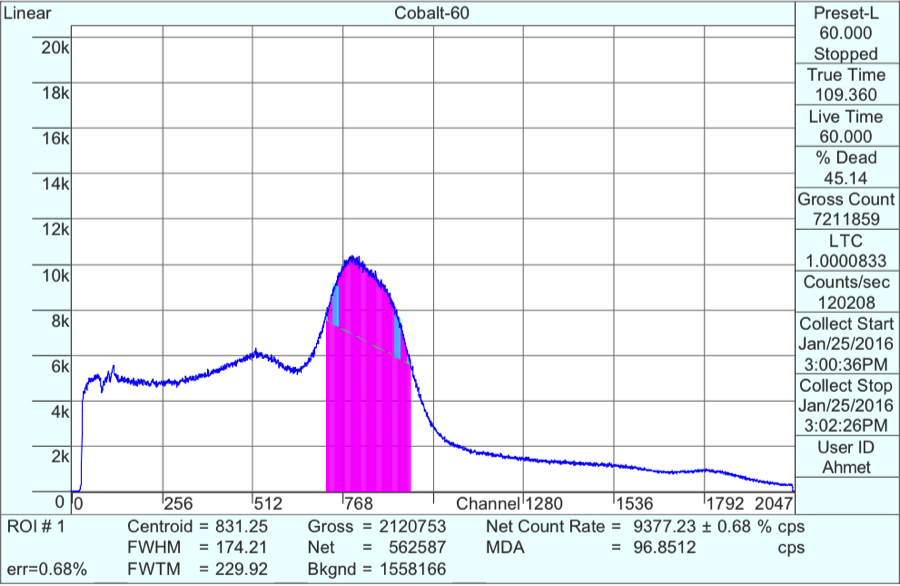 Linear
Cobalt-60
Preset-L
60.000
Stopped
True Time
109.360
Live Time
60.000
% Dead
45.14
Gross Count
7211859
LTC
1.0000833
Counts/sec
120208
Collect Start
Jan/25/2016
3:00:36PM
Collect Stop
Jan/25/2016
3:02:26PM
User ID
Ahmet
20k
18k
16k
14k
12k
10k
8k
6k
4k
2k
0
0 256 512 768 Channel 1280 1536 1792 2047
ROI # 1 Centroid = 831.25 Gross = 2120753 Net Count Rate = 9377.23 ± 0.68 % cps
FWHM = 174.21 Net = 562587 MDA = 96.8512 cps
err=0.68% FWTM = 229.92 Bkgnd = 1558166